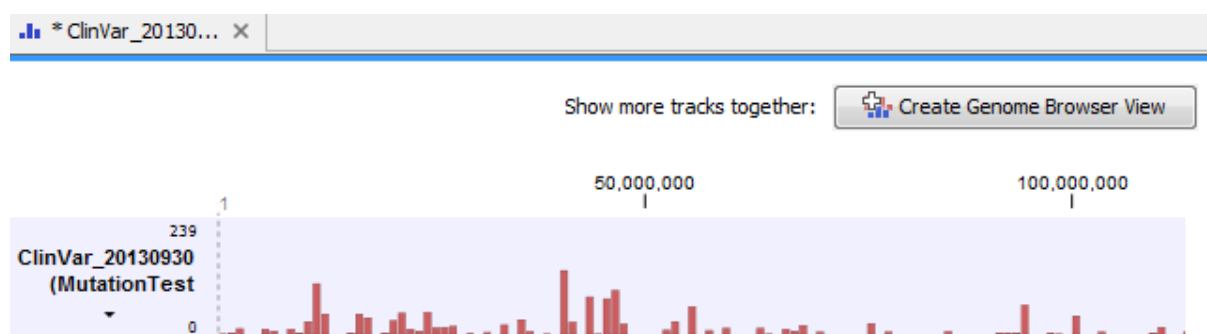 * ClinVar_20130...
Show more tracks together: Create Genome Browser View
50,000,000 100,000,000
1
239
ClinVar_20130930
(MutationTest
0